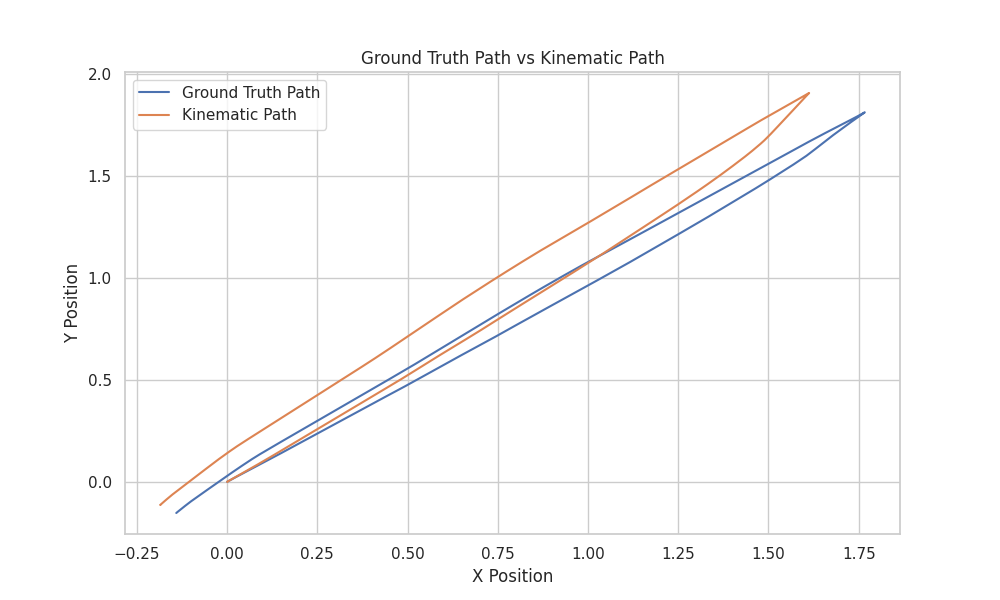 Ground Truth Path vs Kinematic Path
Ground Truth Path
Kinematic Path
2.0
1.5
1.0
0.5
0.0
Y Position
−0.25 0.00 0.25 0.50 0.75 1.00 1.25 1.50 1.75
X Position